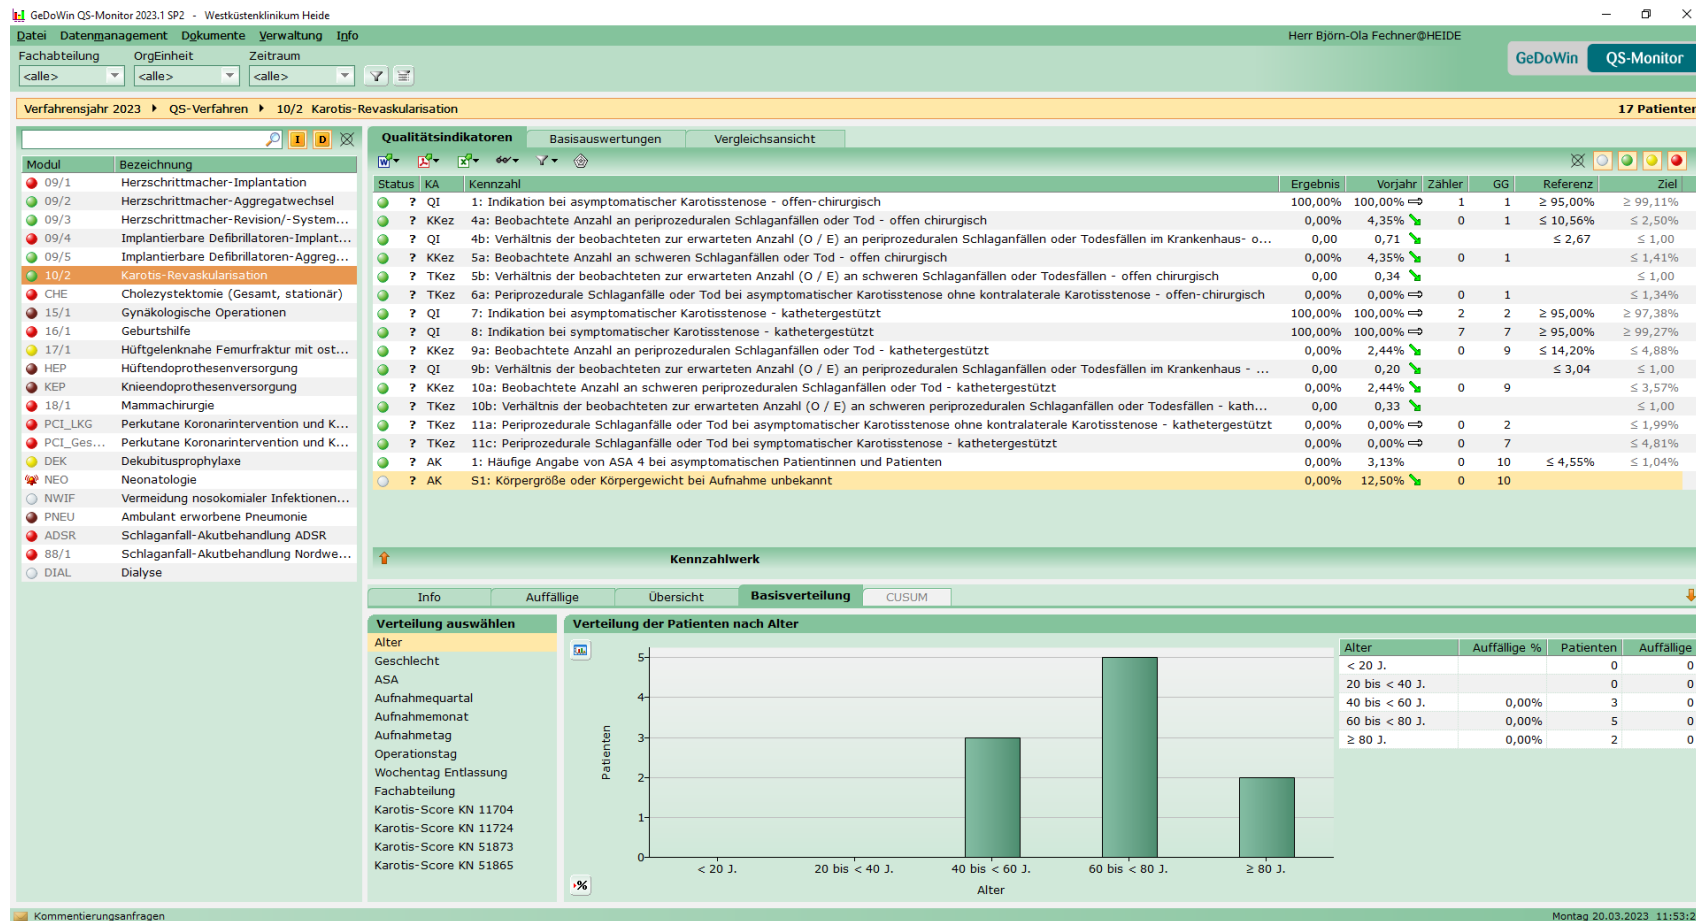 GeDoWin QS-Monitor 2023.1 SP2 - Westküstenklinikum Heide
Datei Datenmanagement Dokumente Verwaltung Info
Herr Björn-Ola Fechner@HEIDE
Fachabteilung OrgEinheit Zeitraum
<alle> <alle> <alle>
GeDoWin QS-Monitor
Verfahrensjahr 2023 QS-Verfahren 10/2 Karotis-Revaskularisation
17 Patienten
I D
Modul Bezeichnung
09/1 Herzschrittmacher-Implantation
09/2 Herzschrittmacher-Aggregatwechsel
09/3 Herzschrittmacher-Revision/-System...
09/4 Implantierbare Defibrillatoren-Implant...
09/5 Implantierbare Defibrillatoren-Aggreg...
10/2 Karotis-Revaskularisation
CHE Cholezystektomie (Gesamt, stationär)
15/1 Gynäkologische Operationen
16/1 Geburtshilfe
17/1 Hüftgelenknahe Femurfraktur mit ost...
HEP Hüftendoprothesenversorgung
KEP Knieendoprothesenversorgung
18/1 Mammachirurgie
PCI_LKG Perkutane Koronarintervention und K...
PCI_Ges... Perkutane Koronarintervention und K...
DEK Dekubitusprophylaxe
NEO Neonatologie
NWIF Vermeidung nosokomialer Infektionen...
PNEU Ambulant erworbene Pneumonie
ADSR Schlaganfall-Akutbehandlung ADSR
88/1 Schlaganfall-Akutbehandlung Nordwe...
DIAL Dialyse
Qualitätsindikatoren Basisauswertungen Vergleichsansicht
Status KA Kennzahl Ergebnis Vorjahr Zähler GG Referenz Ziel
? QI 1: Indikation bei asymptomatischer Karotisstenose - offen-chirurgisch 100,00% 100,00% 1 1 ≥ 95,00% ≥ 99,11%
? KKez 4a: Beobachtete Anzahl an periprozeduralen Schlaganfällen oder Tod - offen chirurgisch 0,00% 4,35% 0 1 ≤ 10,56% ≤ 2,50%
? QI 4b: Verhältnis der beobachteten zur erwarteten Anzahl (O / E) an periprozeduralen Schlaganfällen oder Todesfällen im Krankenhaus- o... 0,00 0,71 ≤ 2,67 ≤ 1,00
? KKez 5a: Beobachtete Anzahl an schweren Schlaganfällen oder Tod - offen chirurgisch 0,00% 4,35% 0 1 ≤ 1,41%
? TKez 5b: Verhältnis der beobachteten zur erwarteten Anzahl (O / E) an schweren Schlaganfällen oder Todesfällen - offen chirurgisch 0,00 0,34 ≤ 1,00
? TKez 6a: Periprozedurale Schlaganfälle oder Tod bei asymptomatischer Karotisstenose ohne kontralaterale Karotisstenose - offen-chirurgisch 0,00% 0,00% 0 1 ≤ 1,34%
? QI 7: Indikation bei asymptomatischer Karotisstenose - kathetergestützt 100,00% 100,00% 2 2 ≥ 95,00% ≥ 97,38%
? QI 8: Indikation bei symptomatischer Karotisstenose - kathetergestützt 100,00% 100,00% 7 7 ≥ 95,00% ≥ 99,27%
? KKez 9a: Beobachtete Anzahl an periprozeduralen Schlaganfällen oder Tod - kathetergestützt 0,00% 2,44% 0 9 ≤ 14,20% ≤ 4,88%
? QI 9b: Verhältnis der beobachteten zur erwarteten Anzahl (O / E) an periprozeduralen Schlaganfällen oder Todesfällen im Krankenhaus - ... 0,00 0,20 ≤ 3,04 ≤ 1,00
? KKez 10a: Beobachtete Anzahl an schweren periprozeduralen Schlaganfällen oder Tod - kathetergestützt 0,00% 2,44% 0 9 ≤ 3,57%
? TKez 10b: Verhältnis der beobachteten zur erwarteten Anzahl (O / E) an schweren periprozeduralen Schlaganfällen oder Todesfällen - kath... 0,00 0,33 ≤ 1,00
? TKez 11a: Periprozedurale Schlaganfälle oder Tod bei asymptomatischer Karotisstenose ohne kontralaterale Karotisstenose - kathetergestützt 0,00% 0,00% 0 2 ≤ 1,99%
? TKez 11c: Periprozedurale Schlaganfälle oder Tod bei symptomatischer Karotisstenose - kathetergestützt 0,00% 0,00% 0 7 ≤ 4,81%
? AK 1: Häufige Angabe von ASA 4 bei asymptomatischen Patientinnen und Patienten 0,00% 3,13% 0 10 ≤ 4,55% ≤ 1,04%
? AK S1: Körpergröße oder Körpergewicht bei Aufnahme unbekannt 0,00% 12,50% 0 10
Kennzahlwerk
Info Auffällige Übersicht Basisverteilung CUSUM
Verteilung auswählen
Alter
Geschlecht
ASA
Aufnahmequartal
Aufnahmemonat
Aufnahmetag
Operationstag
Wochentag Entlassung
Fachabteilung
Karotis-Score KN 11704
Karotis-Score KN 11724
Karotis-Score KN 51873
Karotis-Score KN 51865
Verteilung der Patienten nach Alter
5
4
3
2
1
0
Patienten
< 20 J. 20 bis < 40 J. 40 bis < 60 J. 60 bis < 80 J. ≥ 80 J.
Alter
%
Alter Auffällige % Patienten Auffällige
< 20 J. 0 0
20 bis < 40 J. 0 0
40 bis < 60 J. 0,00% 3 0
60 bis < 80 J. 0,00% 5 0
≥ 80 J. 0,00% 2 0
Kommentierungsanfragen
Montag 20.03.2023 11:53:2